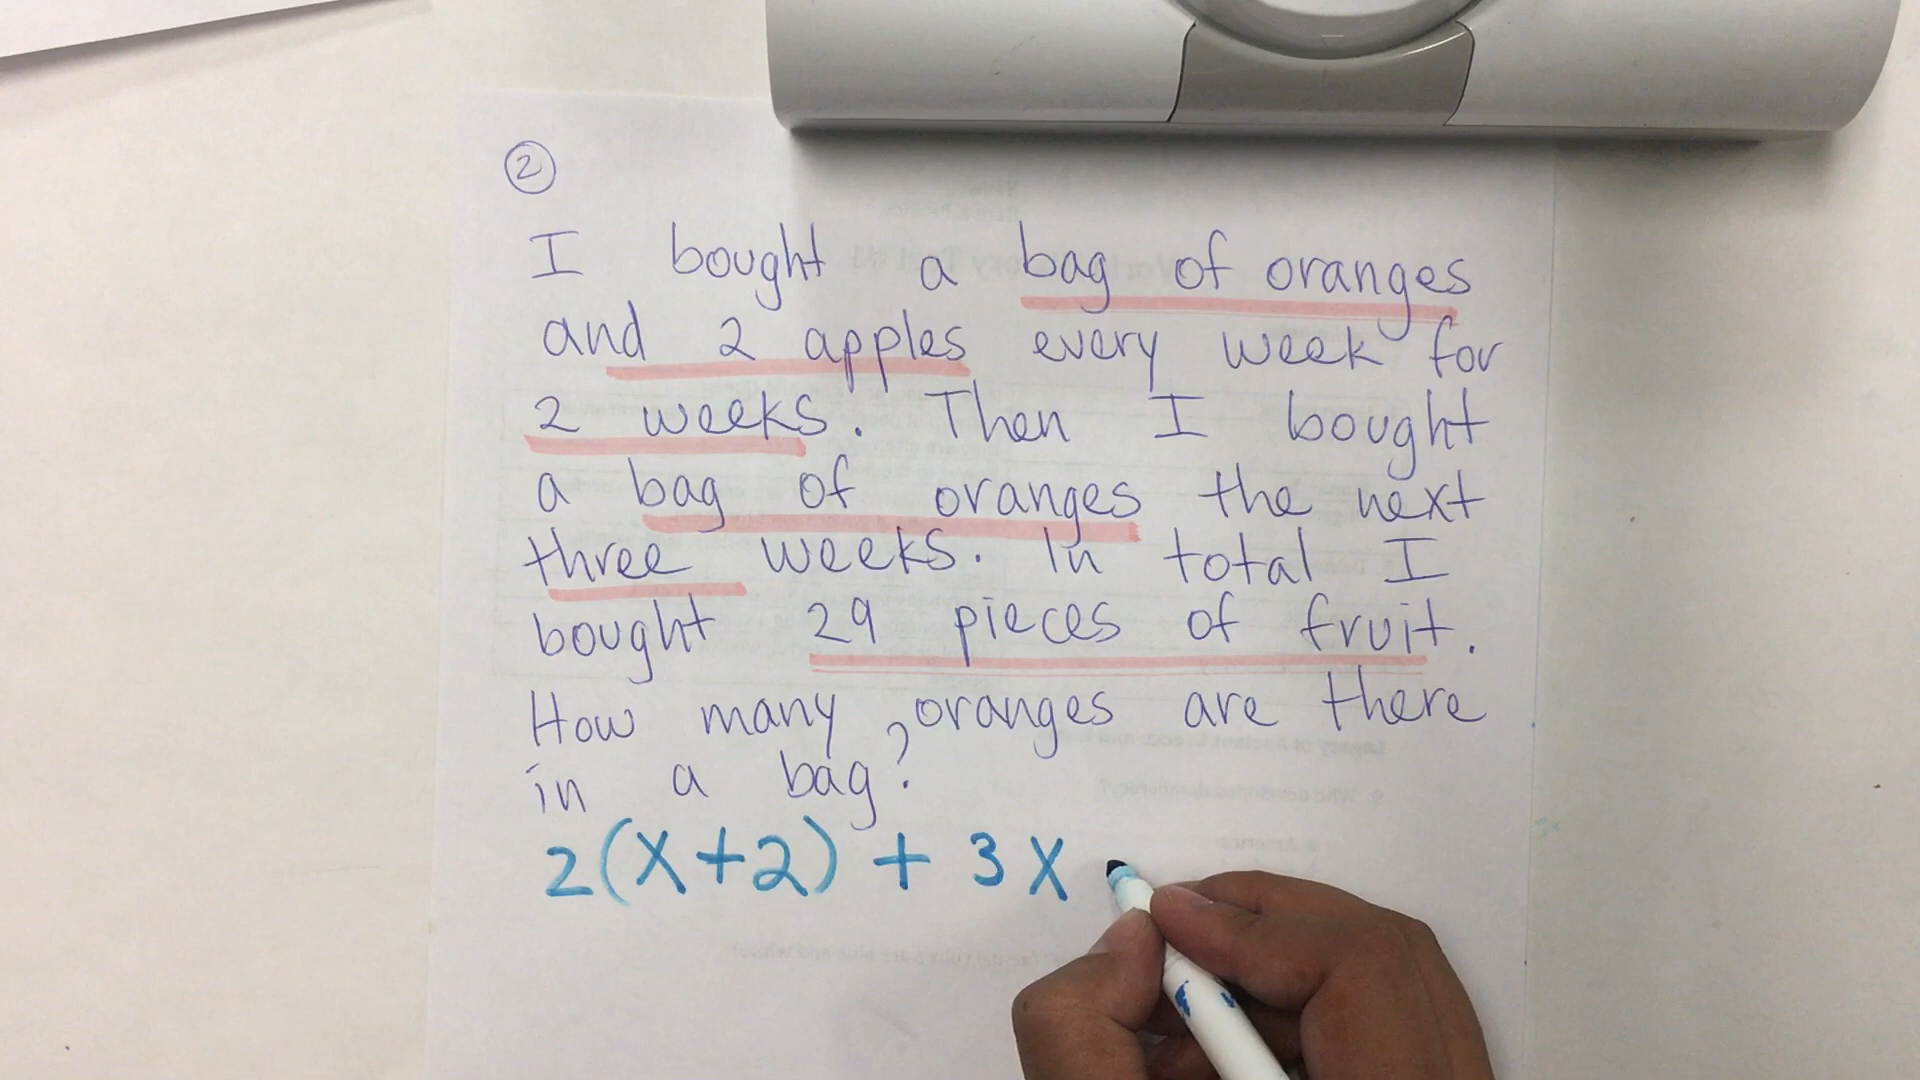 2
I bought a bag of oranges
and 2 apples every week for
2 weeks. Then I bought
a bag of oranges the next
three weeks. In total I
bought 29 pieces of fruit.
How many oranges are there
in a bag?
2(x+2) + 3x